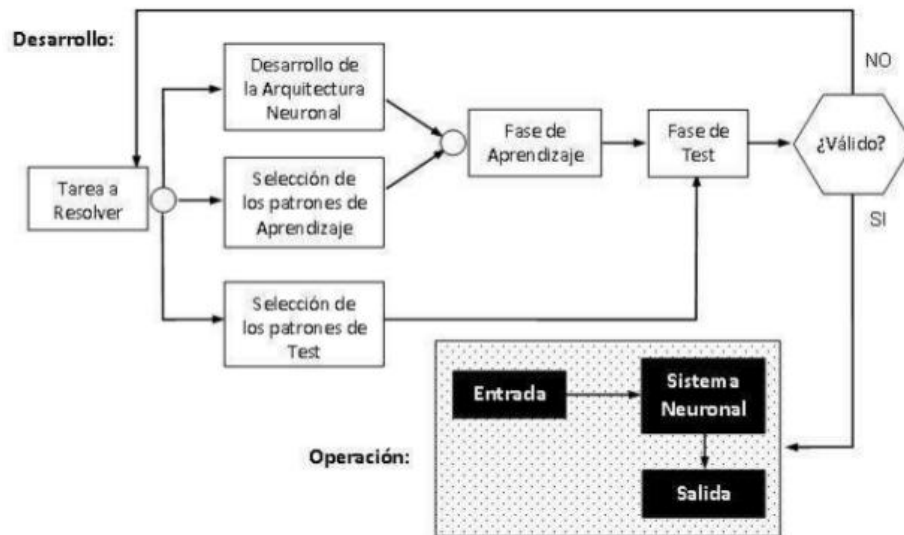 Desarrollo:
Desarrollo de
la Arquitectura
Neuronal
NO
Fase de
Aprendizaje
Fase de
Test
¿Válido?
Tarea a
Resolver
Selección de
los patrones de
Aprendizaje
SI
Selección de
los patrones de
Test
Entrada
Sistema
Neuronal
Operación:
Salida